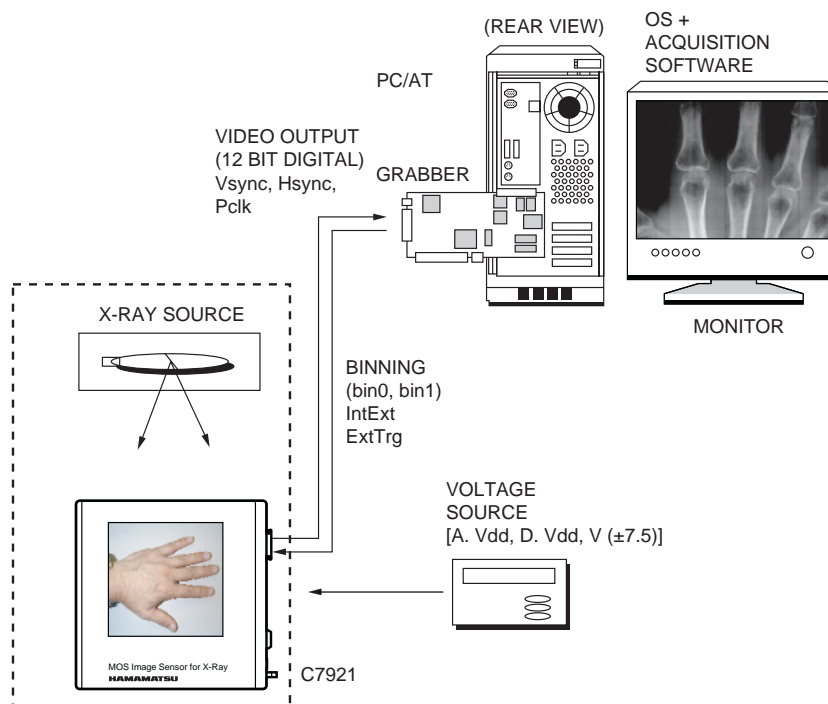 (REAR VIEW)
OS +
ACQUISITION
SOFTWARE
PC/AT
VIDEO OUTPUT
(12 BIT DIGITAL)
Vsync, Hsync,
Pclk
GRABBER
MONITOR
X-RAY SOURCE
BINNING
(bin0, bin1)
IntExt
ExtTrg
VOLTAGE
SOURCE
[A. Vdd, D. Vdd, V (±7.5)]
MOS Image Sensor for X-Ray
HAMAMATSU
C7921